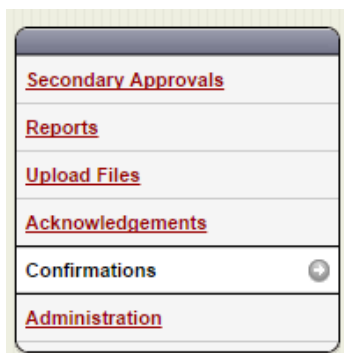 Secondary Approvals
Reports
Upload Files
Acknowledgements
Confirmations
Administration